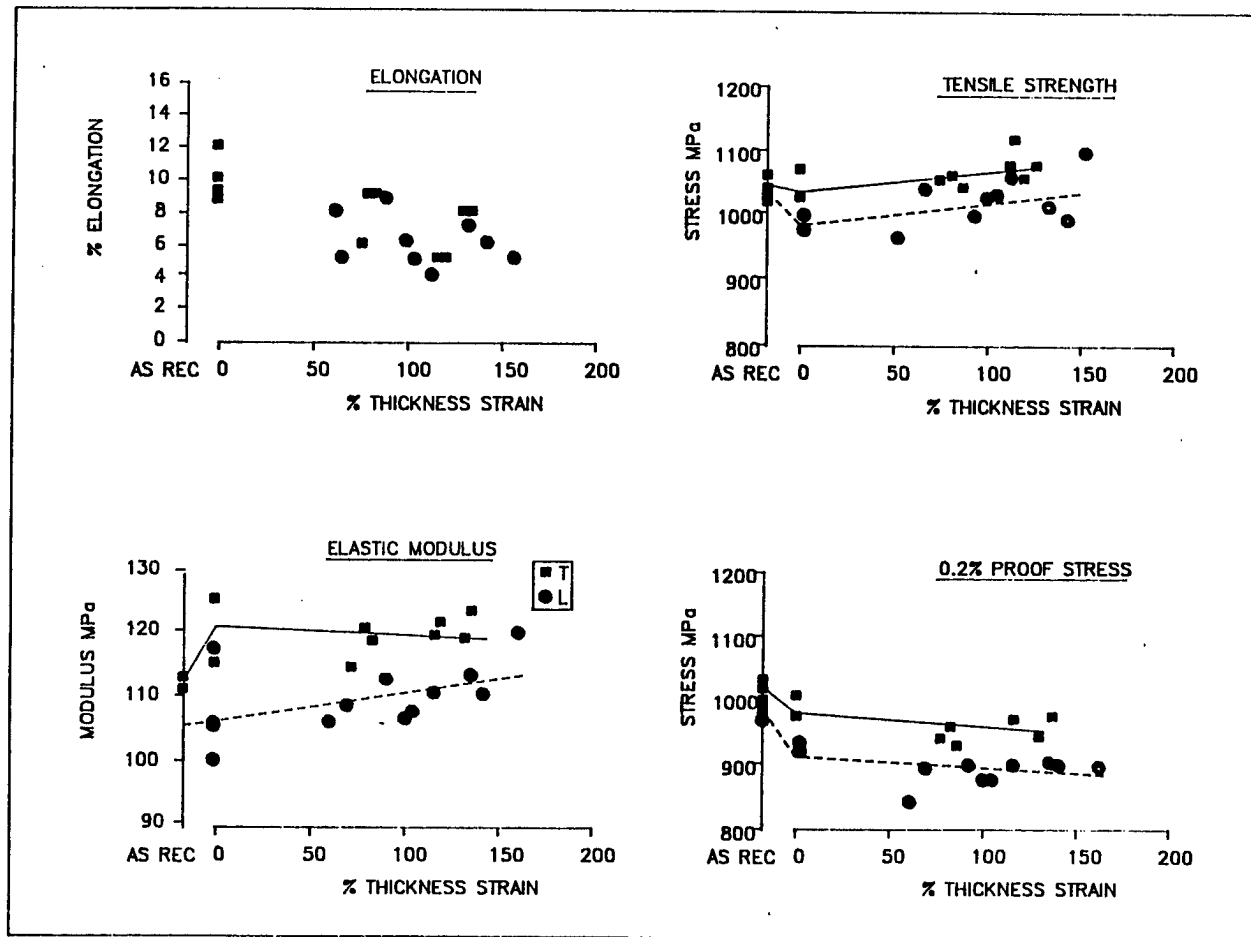 ELONGATION
% ELONGATION
16
14
12
10
8
6
4
2
0
AS REC 0 50 100 150 200
% THICKNESS STRAIN
TENSILE STRENGTH
STRESS MPa
1200
1100
1000
900
800
AS REC 0 50 100 150 200
% THICKNESS STRAIN
ELASTIC MODULUS
MODULUS MPa
130
120
110
100
90
T
L
AS REC 0 50 100 150 200
% THICKNESS STRAIN
0.2% PROOF STRESS
STRESS MPa
1200
1100
1000
900
800
AS REC 0 50 100 150 200
% THICKNESS STRAIN